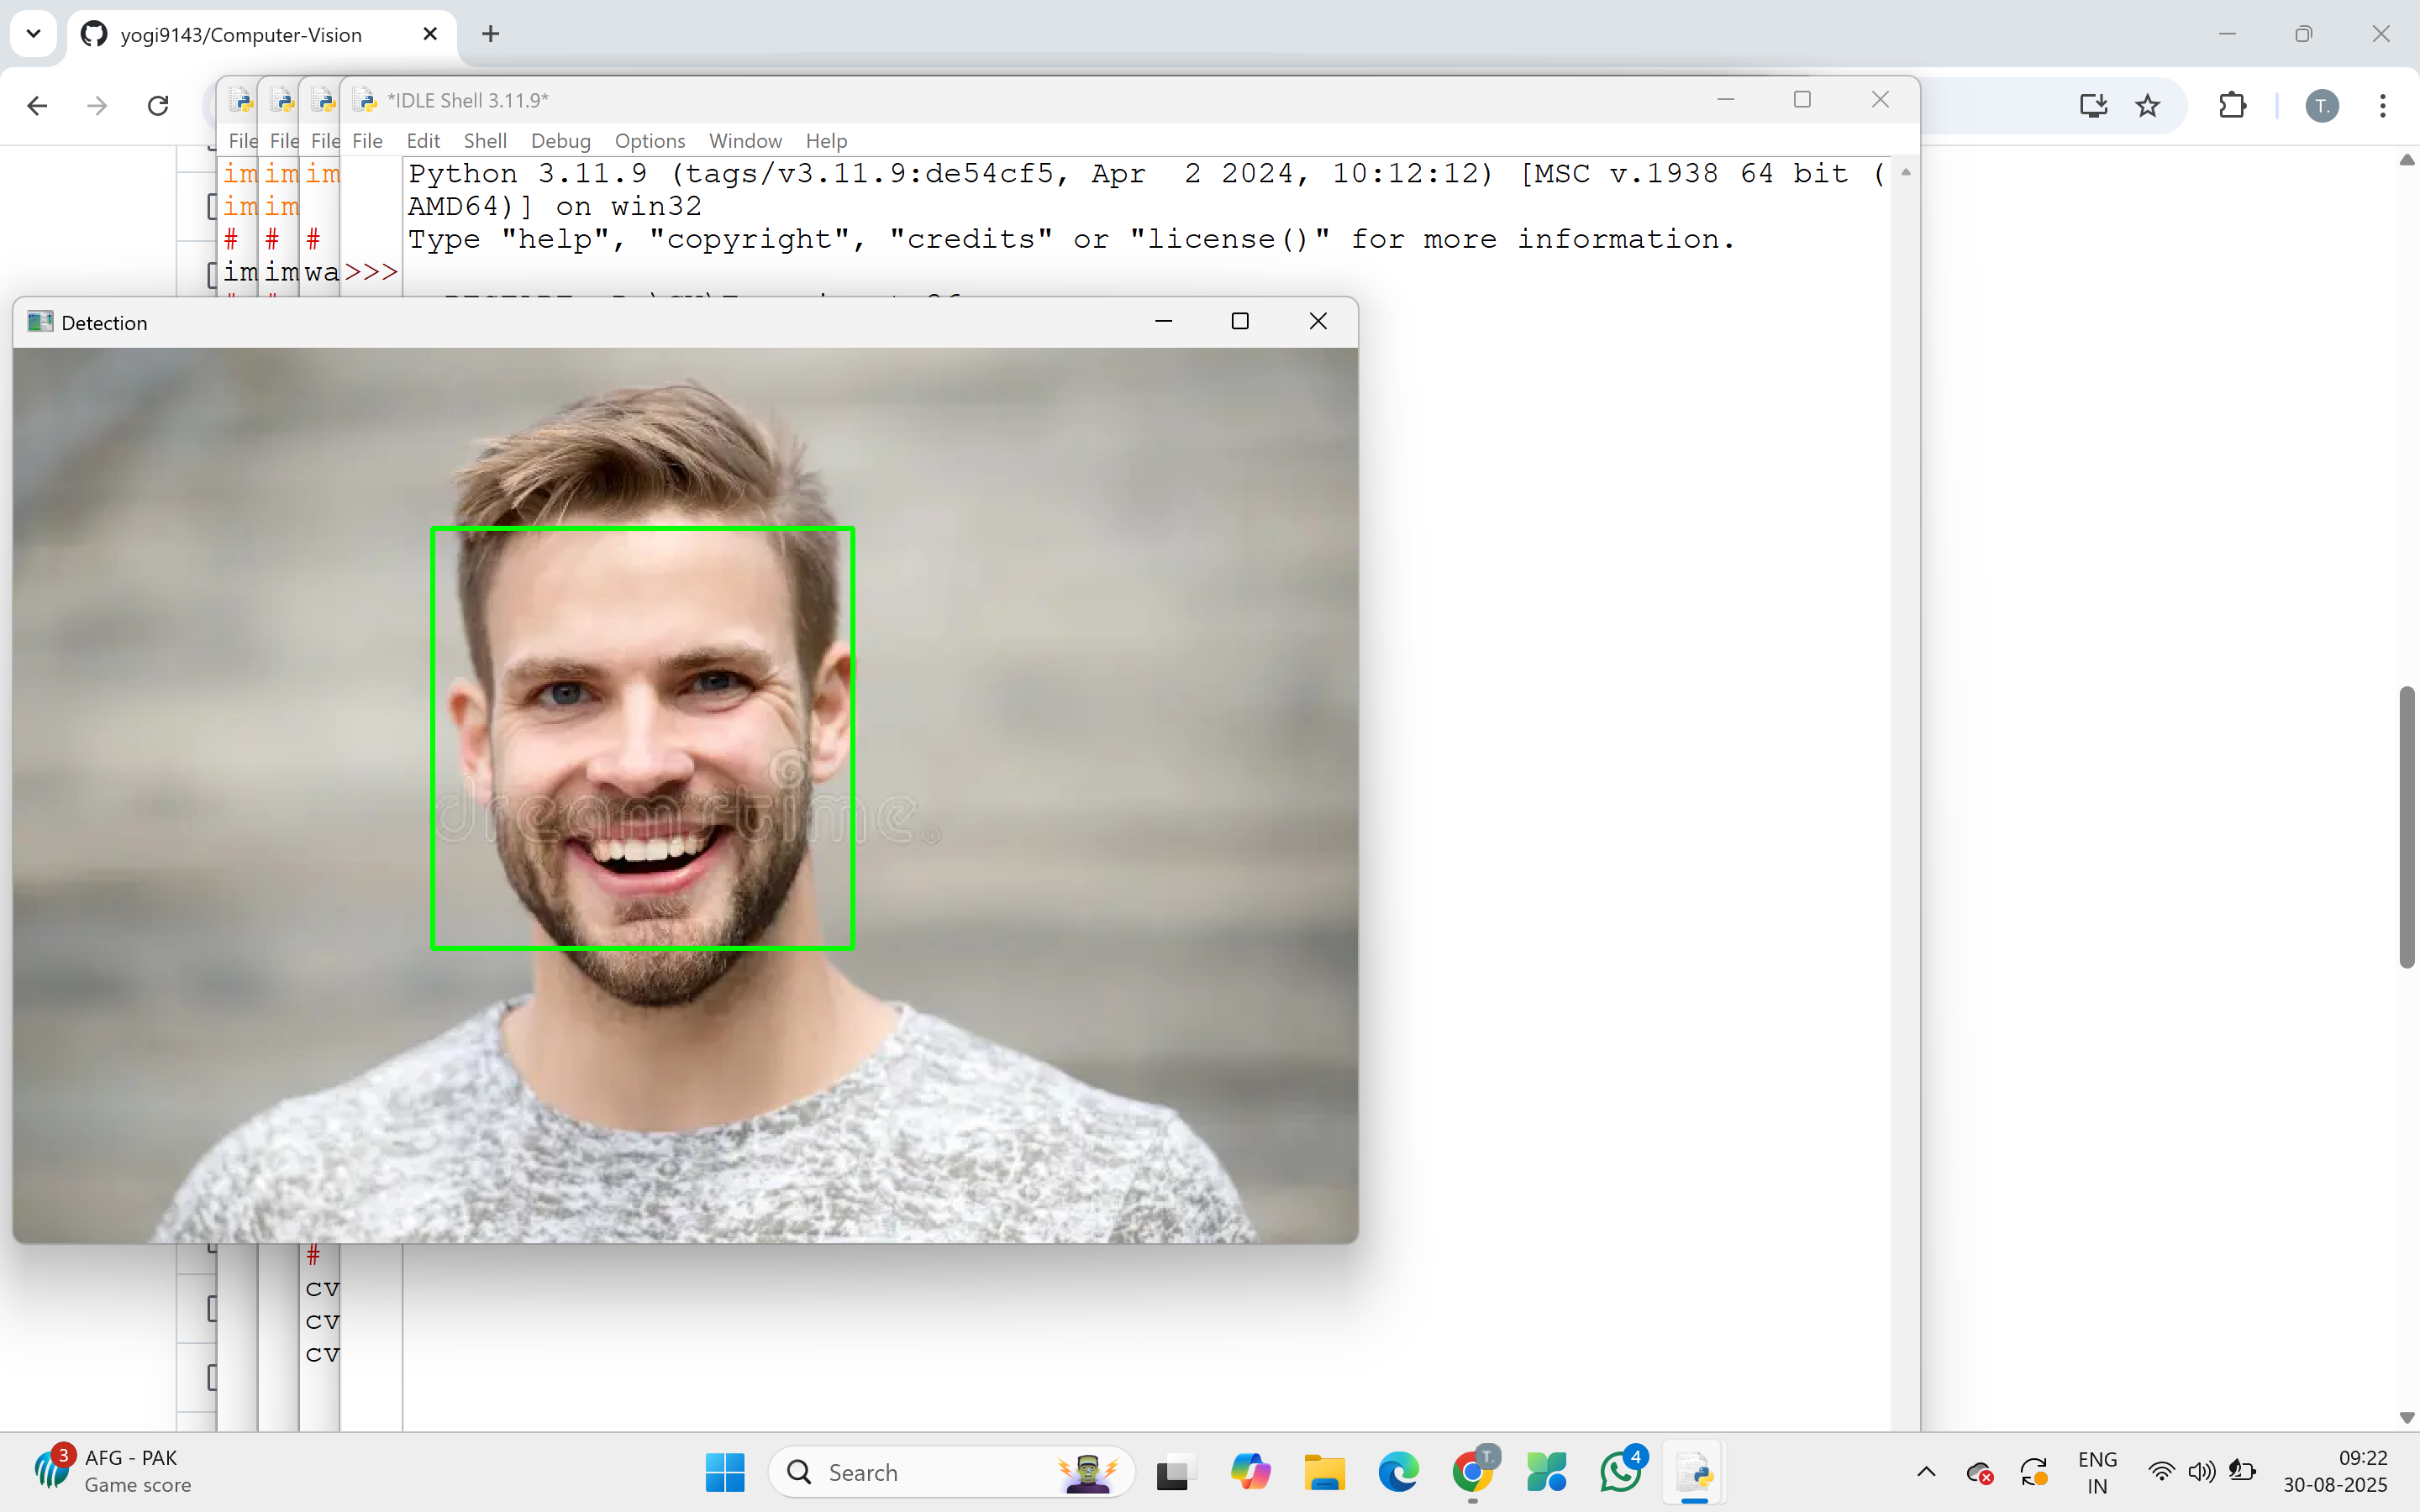 yogi9143/Computer-Vision
T.
*IDLE Shell 3.11.9*
File File File File Edit Shell Debug Options Window Help
im im im Python 3.11.9 (tags/v3.11.9:de54cf5, Apr  2 2024, 10:12:12) [MSC v.1938 64 bit (
im im AMD64)] on win32
# # # Type "help", "copyright", "credits" or "license()" for more information.
im im wa >>>
Detection
dreamstime.
#
cv
cv
cv
3
AFG - PAK
Game score
Search
T.
4
ENG
IN
09:22
30-08-2025